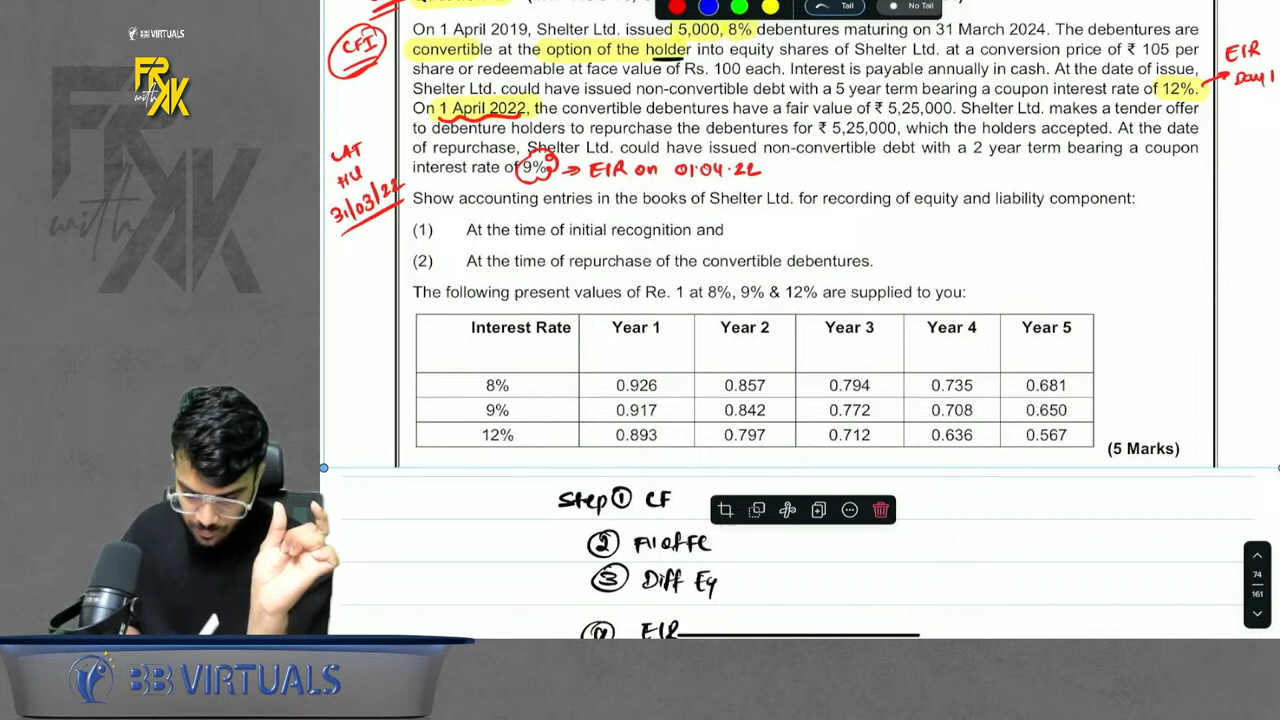 BB VIRTUALS
FR
with
AK
Tail
No Tail
On 1 April 2019, Shelter Ltd. issued 5,000, 8% debentures maturing on 31 March 2024. The debentures are
convertible at the option of the holder into equity shares of Shelter Ltd. at a conversion price of ₹ 105 per
share or redeemable at face value of Rs. 100 each. Interest is payable annually in cash. At the date of issue,
Shelter Ltd. could have issued non-convertible debt with a 5 year term bearing a coupon interest rate of 12%.
On 1 April 2022, the convertible debentures have a fair value of ₹ 5,25,000. Shelter Ltd. makes a tender offer
to debenture holders to repurchase the debentures for ₹ 5,25,000, which the holders accepted. At the date
of repurchase, Shelter Ltd. could have issued non-convertible debt with a 2 year term bearing a coupon
interest rate of 9%
→ EIR on 01.04.22
CFI
EIR
Day 1
31/03/22
Show accounting entries in the books of Shelter Ltd. for recording of equity and liability component:
(1) At the time of initial recognition and
(2) At the time of repurchase of the convertible debentures.
The following present values of Re. 1 at 8%, 9% & 12% are supplied to you:
Interest Rate Year 1 Year 2 Year 3 Year 4 Year 5
8% 0.926 0.857 0.794 0.735 0.681
9% 0.917 0.842 0.772 0.708 0.650
12% 0.893 0.797 0.712 0.636 0.567
(5 Marks)
Step ① CF
②
③ Diff Eq
EIR
74
161
BB VIRTUALS